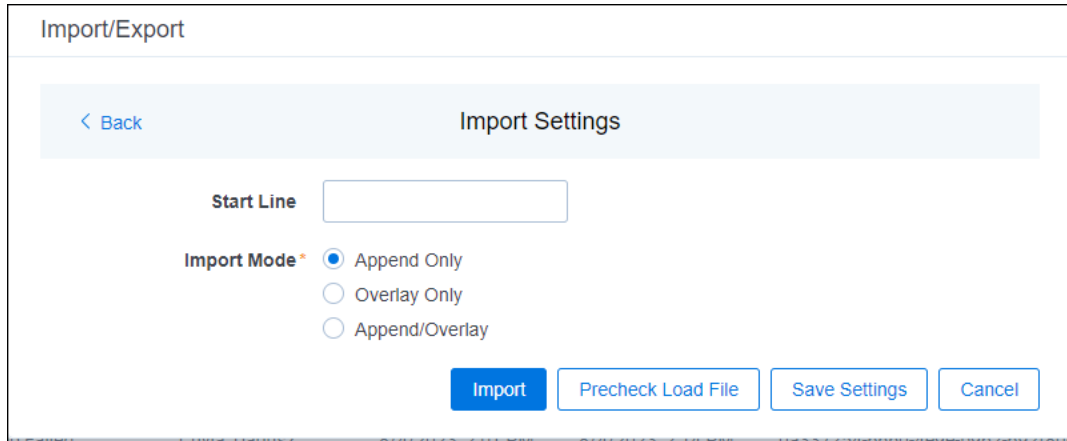 Import/Export
Back
Import Settings
Start Line
Import Mode*
Append Only
Overlay Only
Append/Overlay
Import
Precheck Load File
Save Settings
Cancel